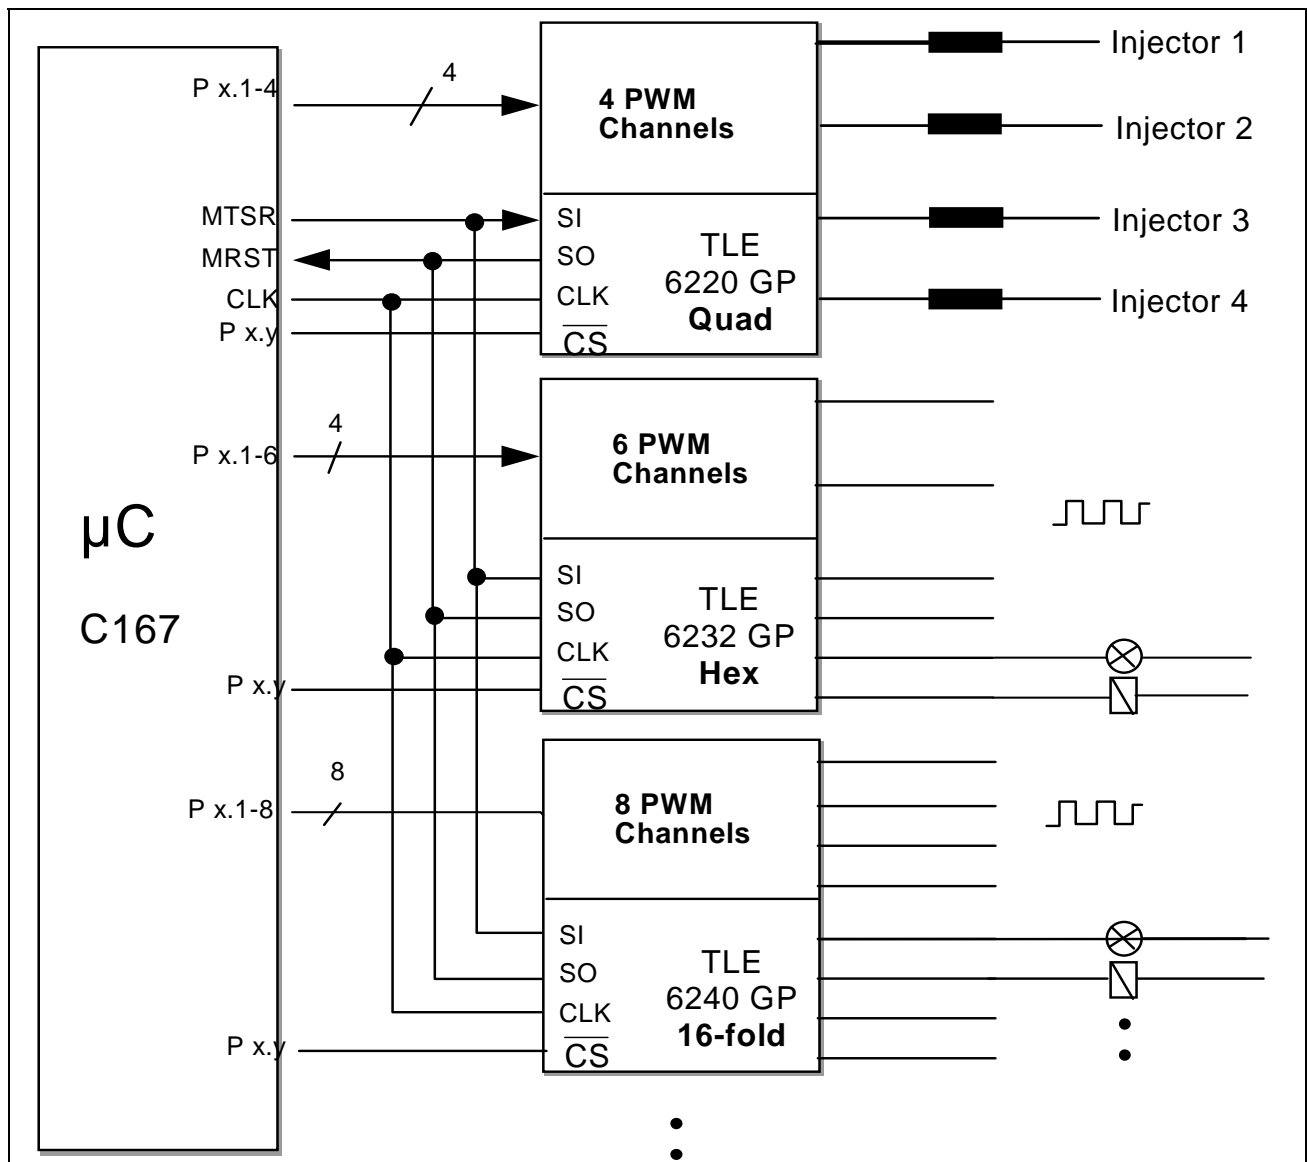 P x.1-4
4
4 PWM
Channels
Injector 1
Injector 2
MTSR
MRST
CLK
P x.y
SI
SO
CLK
CS
TLE
6220 GP
Quad
Injector 3
Injector 4
P x.1-6
4
6 PWM
Channels
µC
C167
SI
SO
CLK
CS
TLE
6232 GP
Hex
P x.y
P x.1-8
8
8 PWM
Channels
SI
SO
CLK
CS
TLE
6240 GP
16-fold
P x.y